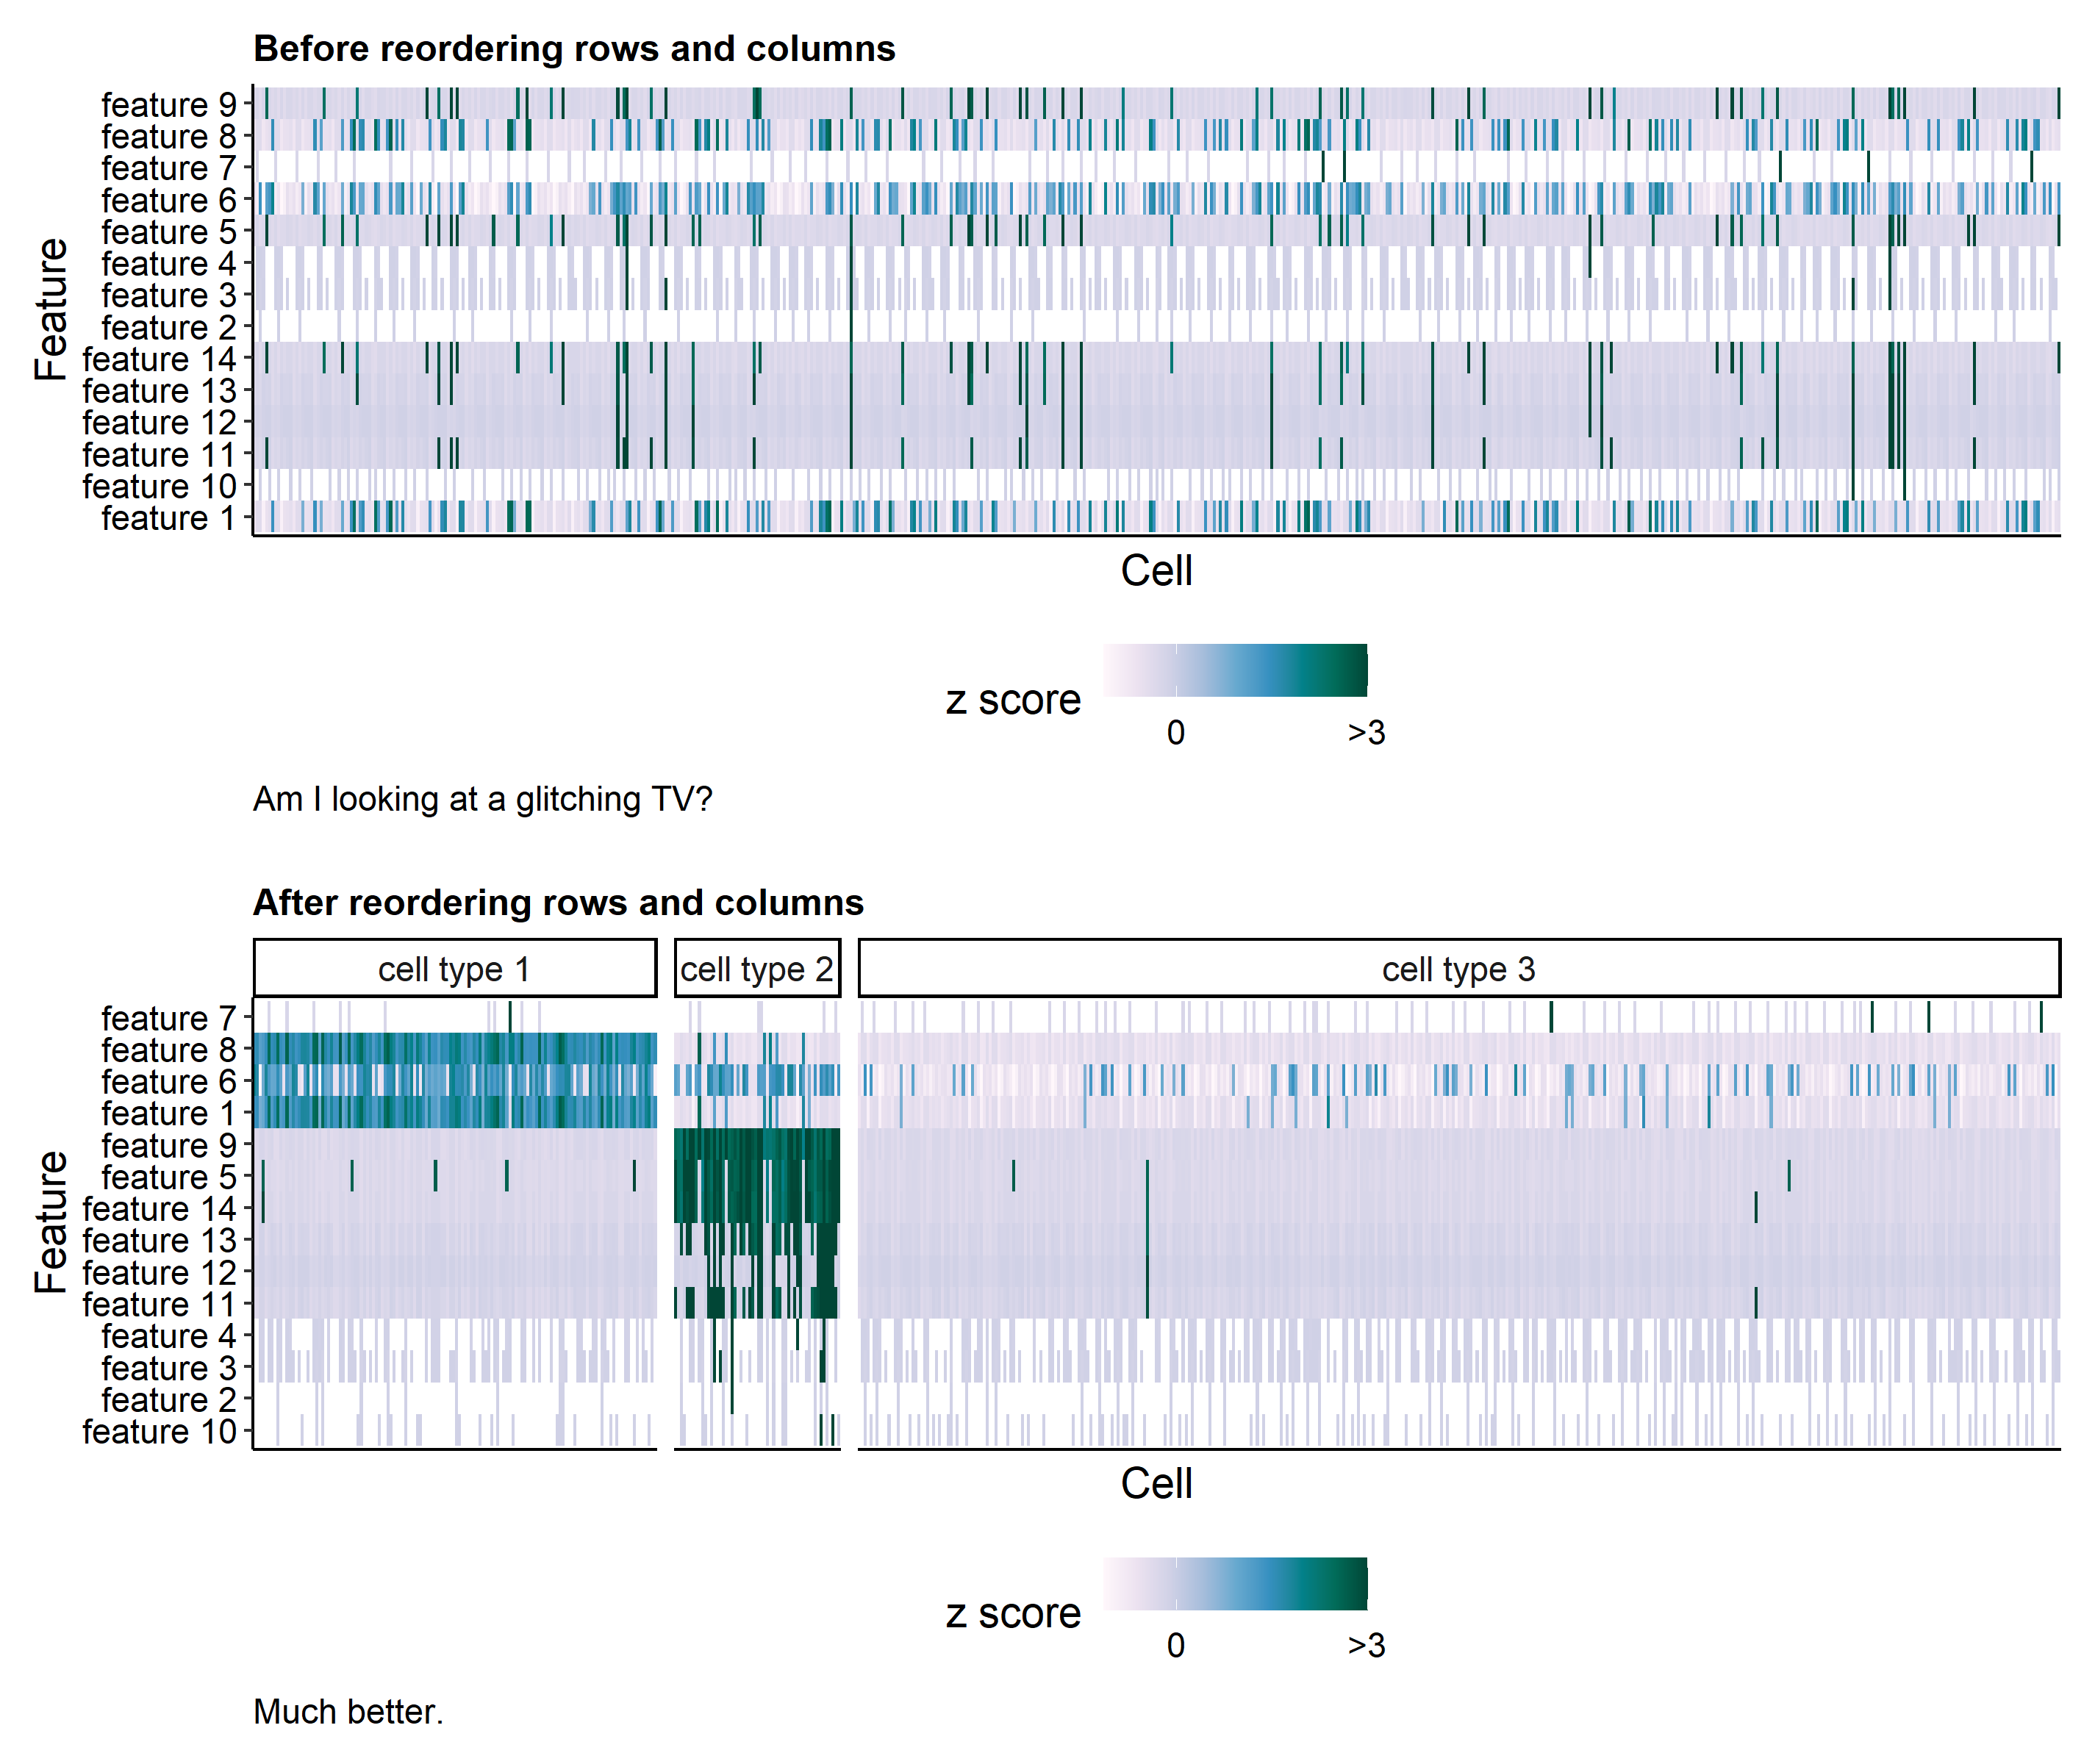 Before reordering rows and columns
Feature
feature 9
feature 8
feature 7
feature 6
feature 5
feature 4
feature 3
feature 2
feature 14
feature 13
feature 12
feature 11
feature 10
feature 1
Cell
z score
0 >3
Am I looking at a glitching TV?
After reordering rows and columns
cell type 1 cell type 2 cell type 3
Feature
feature 7
feature 8
feature 6
feature 1
feature 9
feature 5
feature 14
feature 13
feature 12
feature 11
feature 4
feature 3
feature 2
feature 10
Cell
z score
0 >3
Much better.